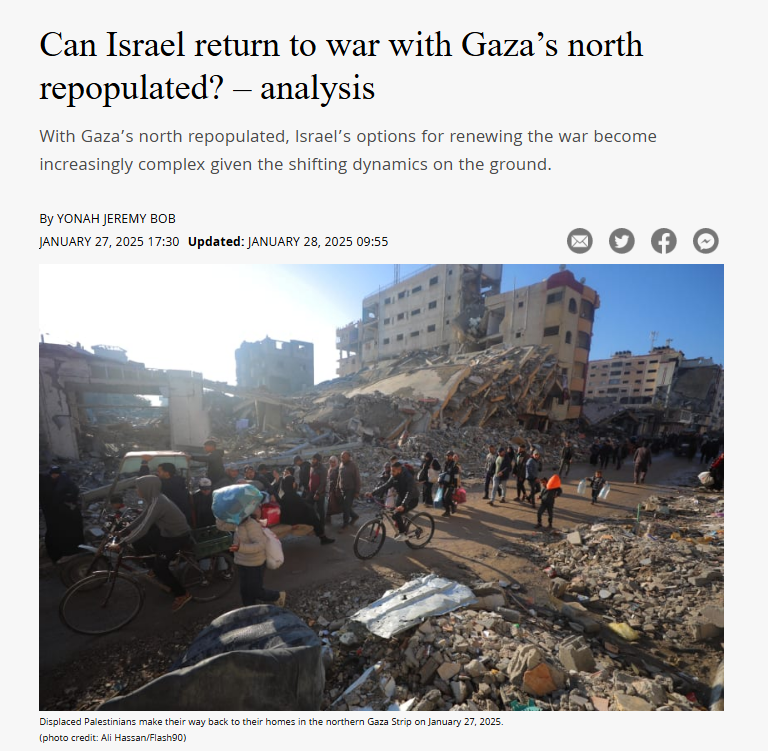 Can Israel return to war with Gaza’s north
repopulated? – analysis
With Gaza’s north repopulated, Israel’s options for renewing the war become
increasingly complex given the shifting dynamics on the ground.
By YONAH JEREMY BOB
JANUARY 27, 2025 17:30 Updated: JANUARY 28, 2025 09:55
Displaced Palestinians make their way back to their homes in the northern Gaza Strip on January 27, 2025.
(photo credit: Ali Hassan/Flash90)